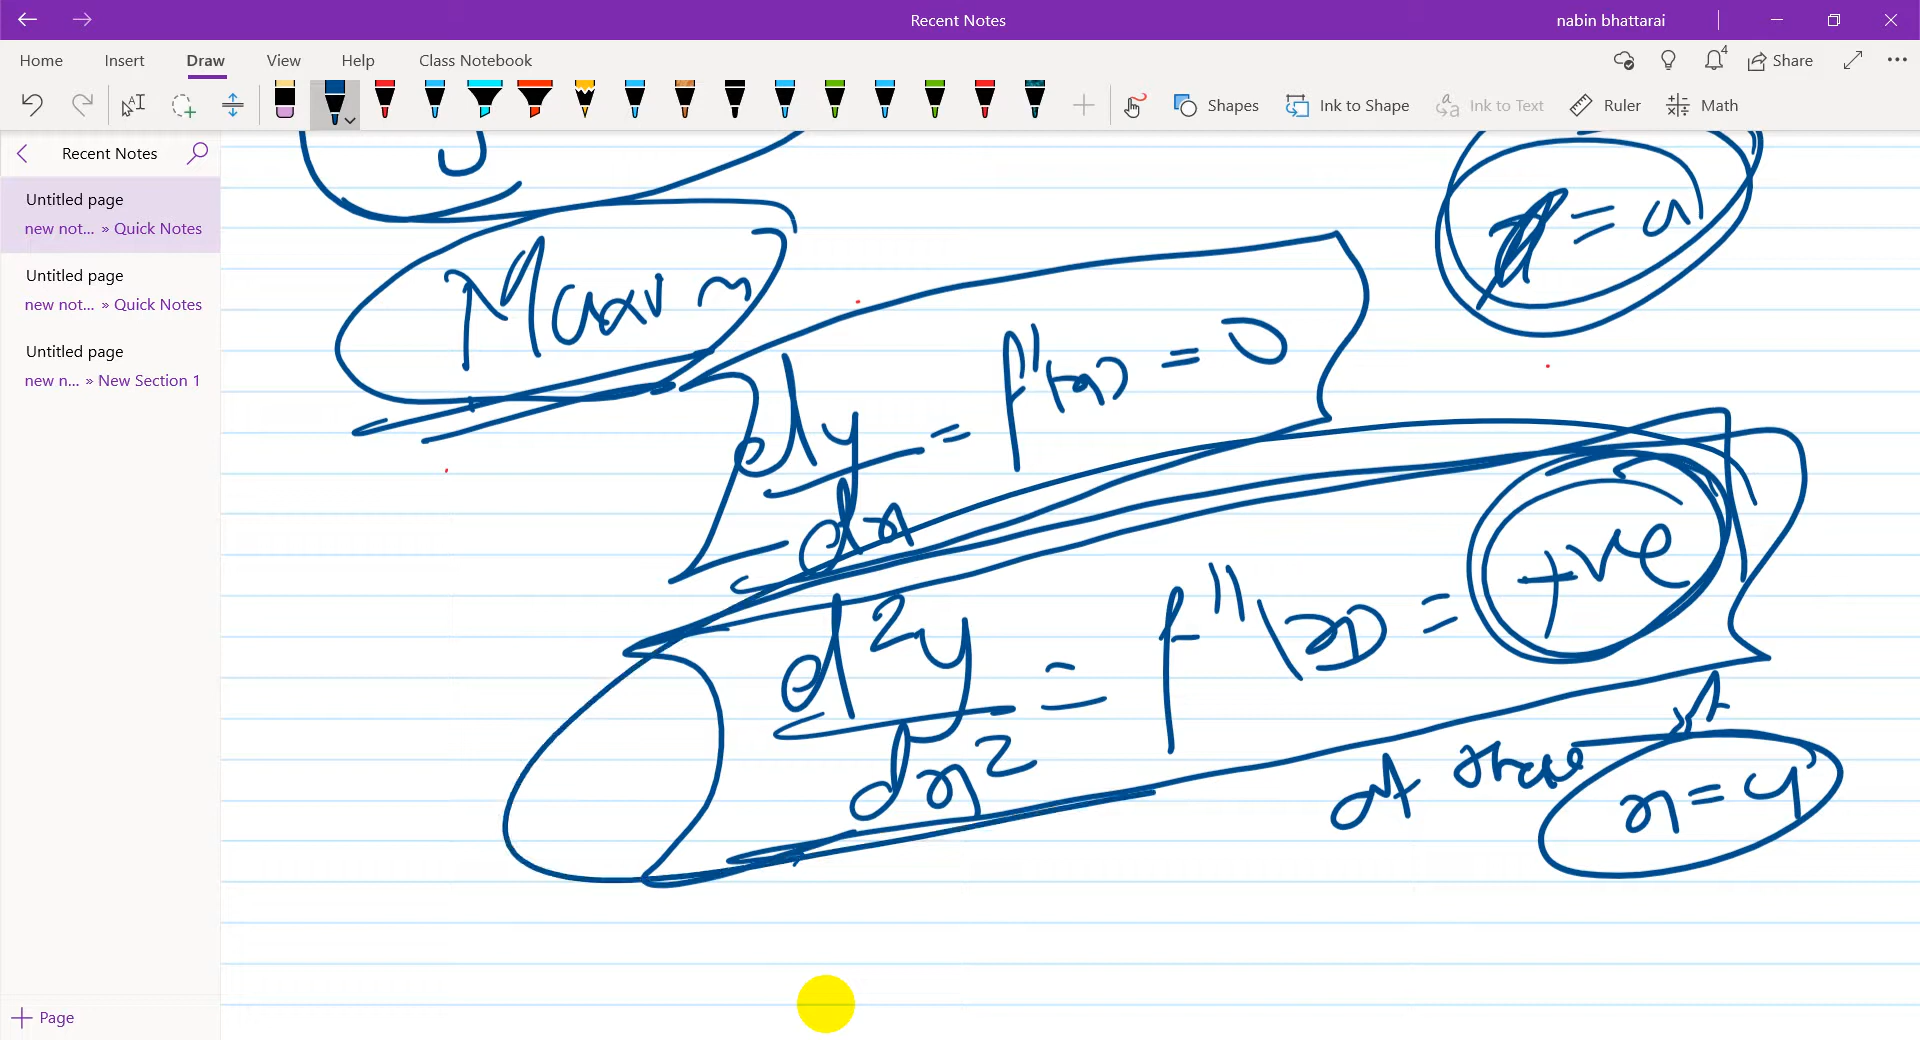 Recent Notes
nabin bhattarai
Home Insert Draw View Help Class Notebook
4 Share
Shapes Ink to Shape Ink to Text Ruler Math
Recent Notes
Untitled page
new not... » Quick Notes
Untitled page
new not... » Quick Notes
Untitled page
new n... » New Section 1
Page
x = a
dy/dx = f'(x) = 0
d²y/dx² = f''(x) = +ve
at
at